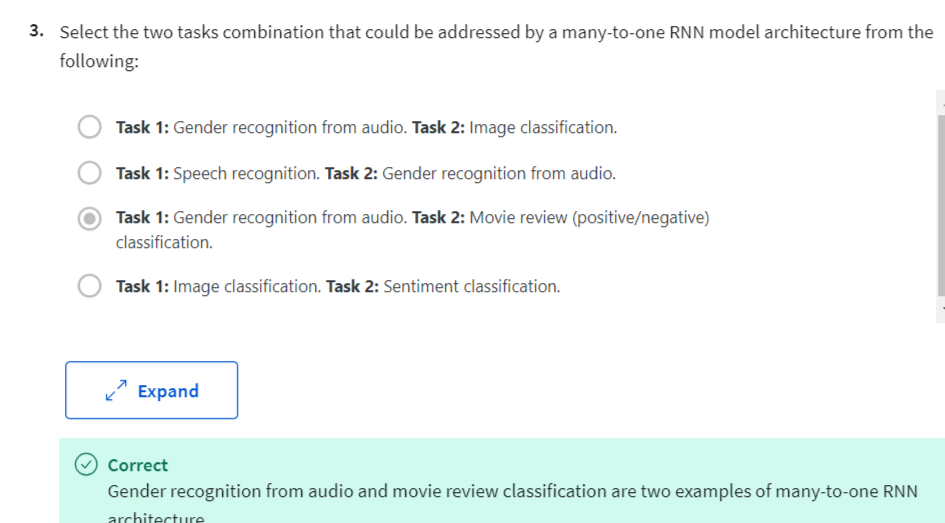 3. Select the two tasks combination that could be addressed by a many-to-one RNN model architecture from the
following:
Task 1: Gender recognition from audio. Task 2: Image classification.
Task 1: Speech recognition. Task 2: Gender recognition from audio.
Task 1: Gender recognition from audio. Task 2: Movie review (positive/negative)
classification.
Task 1: Image classification. Task 2: Sentiment classification.
Expand
Correct
Gender recognition from audio and movie review classification are two examples of many-to-one RNN
architecture